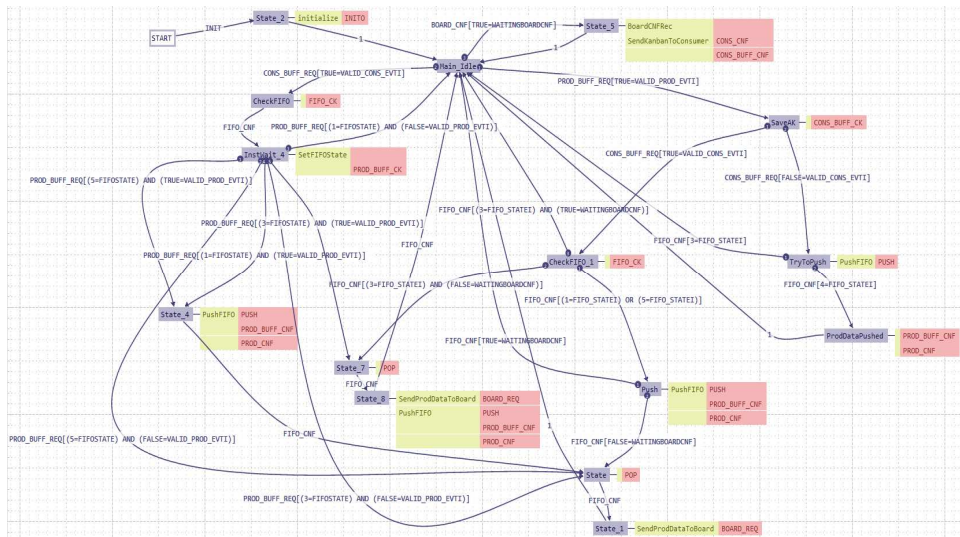 State_2 initialize INITO
INIT
START
BOARD_CNF[TRUE=WAITINGBOARDCNF]
State_5 BoardCNFRec
SendKanbanToConsumer CONS_CNF
CONS_BUFF_CNF
1
1
Main_Idle
CONS_BUFF_REQ[TRUE=VALID_CONS_EVTI]
PROD_BUFF_REQ[TRUE=VALID_PROD_EVTI]
CheckFIFO FIFO_CK
FIFO_CNF
PROD_BUFF_REQ[(1=FIFOSTATE) AND (FALSE=VALID_PROD_EVTI)]
SaveAK CONS_BUFF_CK
InstWait_4 SetFIFOState
PROD_BUFF_CK
CONS_BUFF_REQ[TRUE=VALID_CONS_EVTI]
PROD_BUFF_REQ[(5=FIFOSTATE) AND (TRUE=VALID_PROD_EVTI)]
CONS_BUFF_REQ[FALSE=VALID_CONS_EVTI]
FIFO_CNF[(3=FIFO_STATEI) AND (TRUE=WAITINGBOARDCNF)]
PROD_BUFF_REQ[(3=FIFOSTATE) AND (TRUE=VALID_PROD_EVTI)]
FIFO_CNF
FIFO_CNF[3=FIFO_STATEI]
PROD_BUFF_REQ[(1=FIFOSTATE) AND (TRUE=VALID_PROD_EVTI)]
CheckFIFO_1 FIFO_CK
TryToPush PushFIFO PUSH
FIFO_CNF[(3=FIFO_STATEI) AND (FALSE=WAITINGBOARDCNF)]
FIFO_CNF[4=FIFO_STATEI]
FIFO_CNF[(1=FIFO_STATEI) OR (5=FIFO_STATEI)]
State_4 PushFIFO PUSH
PROD_BUFF_CNF
PROD_CNF
1
ProdDataPushed PROD_BUFF_CNF
PROD_CNF
FIFO_CNF[TRUE=WAITINGBOARDCNF]
State_7 POP
FIFO_CNF
Push PushFIFO PUSH
PROD_BUFF_CNF
PROD_CNF
State_8 SendProdDataToBoard BOARD_REQ
PushFIFO PUSH
PROD_BUFF_CNF
PROD_CNF
1
FIFO_CNF
PROD_BUFF_REQ[(5=FIFOSTATE) AND (FALSE=VALID_PROD_EVTI)]
FIFO_CNF[FALSE=WAITINGBOARDCNF]
State POP
PROD_BUFF_REQ[(3=FIFOSTATE) AND (FALSE=VALID_PROD_EVTI)]
FIFO_CNF
State_1 SendProdDataToBoard BOARD_REQ